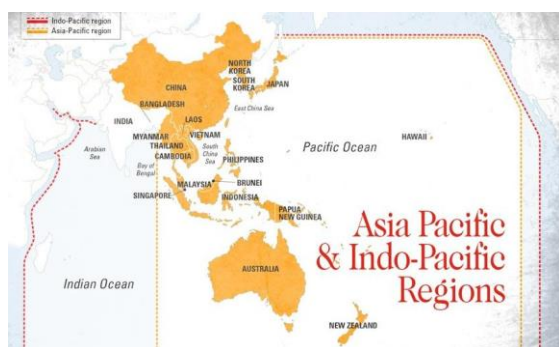 Indo-Pacific region
Asia-Pacific region
NORTH
KOREA
SOUTH
KOREA
JAPAN
CHINA
East China Sea
BANGLADESH
LAOS
INDIA
VIETNAM
MYANMAR
THAILAND
CAMBODIA
South
China
Sea
Arabian
Sea
Bay of
Bengal
PHILIPPINES
Pacific Ocean
HAWAII
MALAYSIA
BRUNEI
SINGAPORE
INDONESIA
PAPUA
NEW GUINEA
Asia Pacific
& Indo-Pacific
Regions
Indian Ocean
AUSTRALIA
NEW ZEALAND